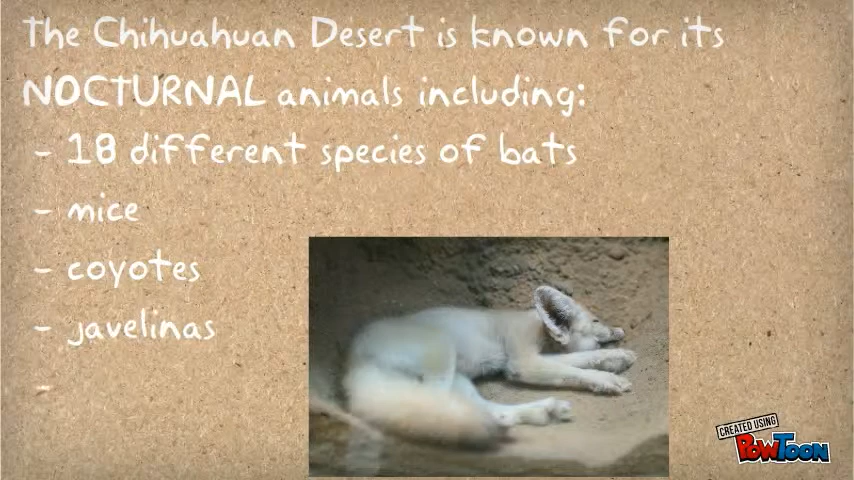 The Chihuahuan Desert is known for its
NOCTURNAL animals including:
- 18 different species of bats
- mice
- coyotes
- javelinas
-
CREATED USING
POWTOON